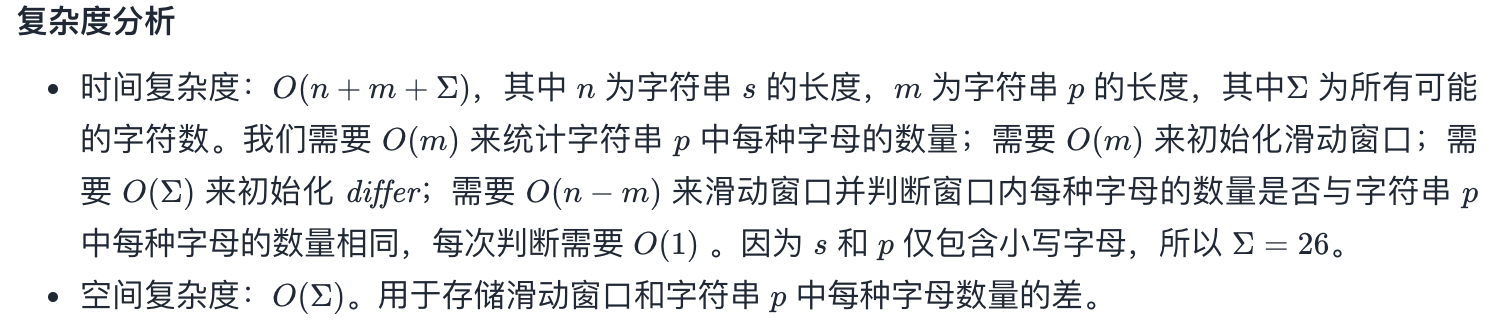 复杂度分析
• 时间复杂度：O(n + m + Σ)，其中 n 为字符串 s 的长度，m 为字符串 p 的长度，其中Σ 为所有可能
的字符数。我们需要 O(m) 来统计字符串 p 中每种字母的数量；需要 O(m) 来初始化滑动窗口；需
要 O(Σ) 来初始化 differ；需要 O(n − m) 来滑动窗口并判断窗口内每种字母的数量是否与字符串 p
中每种字母的数量相同，每次判断需要 O(1) 。因为 s 和 p 仅包含小写字母，所以 Σ = 26。
• 空间复杂度：O(Σ)。用于存储滑动窗口和字符串 p 中每种字母数量的差。